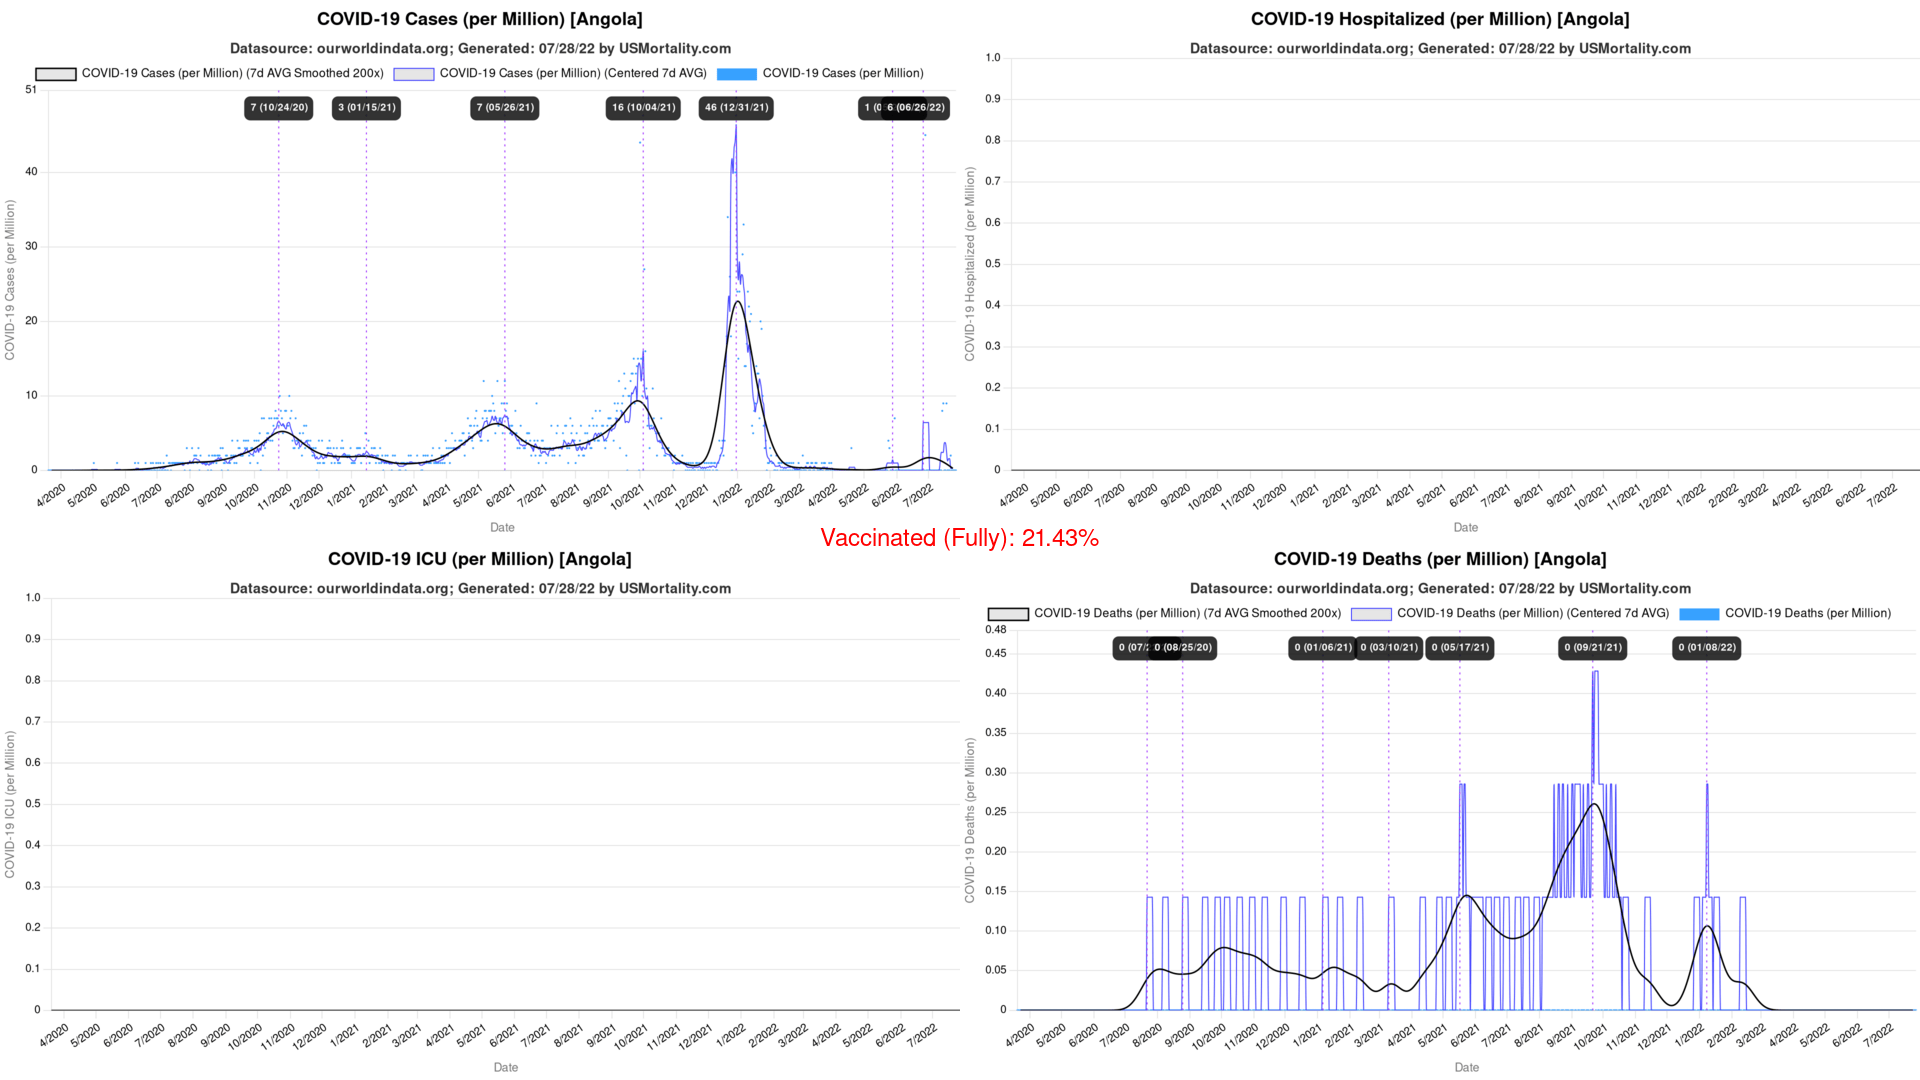 COVID-19 Cases (per Million) [Angola]
Datasource: ourworldindata.org; Generated: 07/28/22 by USMortality.com
COVID-19 Cases (per Million) (7d AVG Smoothed 200x) COVID-19 Cases (per Million) (Centered 7d AVG) COVID-19 Cases (per Million)
51
7 (10/24/20) 3 (01/15/21) 7 (05/26/21) 16 (10/04/21) 46 (12/31/21) 1 (0 6 (06/26/22)
40
30
20
10
0
COVID-19 Cases (per Million)
4/2020 5/2020 6/2020 7/2020 8/2020 9/2020 10/2020 11/2020 12/2020 1/2021 2/2021 3/2021 4/2021 5/2021 6/2021 7/2021 8/2021 9/2021 10/2021 11/2021 12/2021 1/2022 2/2022 3/2022 4/2022 5/2022 6/2022 7/2022
Date
COVID-19 Hospitalized (per Million) [Angola]
Datasource: ourworldindata.org; Generated: 07/28/22 by USMortality.com
1.0
0.9
0.8
0.7
0.6
0.5
0.4
0.3
0.2
0.1
0
COVID-19 Hospitalized (per Million)
4/2020 5/2020 6/2020 7/2020 8/2020 9/2020 10/2020 11/2020 12/2020 1/2021 2/2021 3/2021 4/2021 5/2021 6/2021 7/2021 8/2021 9/2021 10/2021 11/2021 12/2021 1/2022 2/2022 3/2022 4/2022 5/2022 6/2022 7/2022
Date
Vaccinated (Fully): 21.43%
COVID-19 ICU (per Million) [Angola]
Datasource: ourworldindata.org; Generated: 07/28/22 by USMortality.com
1.0
0.9
0.8
0.7
0.6
0.5
0.4
0.3
0.2
0.1
0
COVID-19 ICU (per Million)
4/2020 5/2020 6/2020 7/2020 8/2020 9/2020 10/2020 11/2020 12/2020 1/2021 2/2021 3/2021 4/2021 5/2021 6/2021 7/2021 8/2021 9/2021 10/2021 11/2021 12/2021 1/2022 2/2022 3/2022 4/2022 5/2022 6/2022 7/2022
Date
COVID-19 Deaths (per Million) [Angola]
Datasource: ourworldindata.org; Generated: 07/28/22 by USMortality.com
COVID-19 Deaths (per Million) (7d AVG Smoothed 200x) COVID-19 Deaths (per Million) (Centered 7d AVG) COVID-19 Deaths (per Million)
0.48
0 (07/2 0 (08/25/20) 0 (01/06/21) 0 (03/10/21) 0 (05/17/21) 0 (09/21/21) 0 (01/08/22)
0.45
0.40
0.35
0.30
0.25
0.20
0.15
0.10
0.05
0
COVID-19 Deaths (per Million)
4/2020 5/2020 6/2020 7/2020 8/2020 9/2020 10/2020 11/2020 12/2020 1/2021 2/2021 3/2021 4/2021 5/2021 6/2021 7/2021 8/2021 9/2021 10/2021 11/2021 12/2021 1/2022 2/2022 3/2022 4/2022 5/2022 6/2022 7/2022
Date